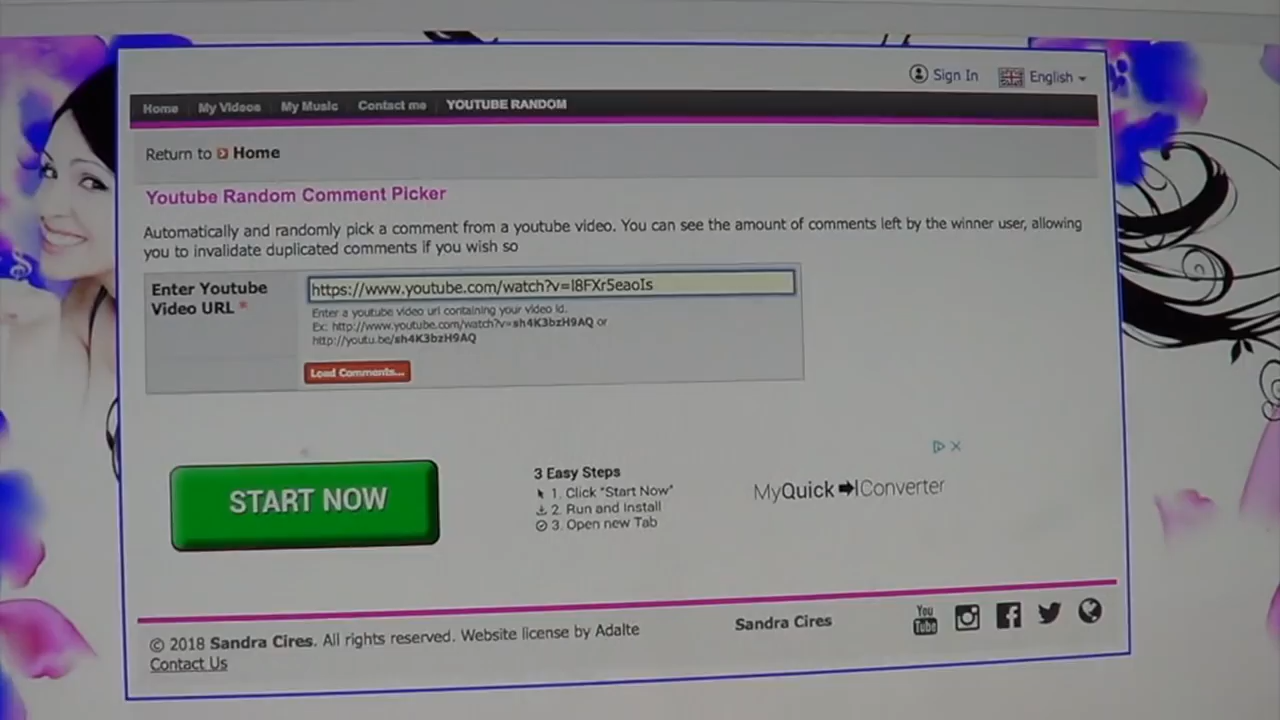 Sign In English
Home My Videos My Music Contact me YOUTUBE RANDOM
Return to Home
Youtube Random Comment Picker
Automatically and randomly pick a comment from a youtube video. You can see the amount of comments left by the winner user, allowing
you to invalidate duplicated comments if you wish so
Enter Youtube
Video URL *
https://www.youtube.com/watch?v=I8FXr5eaoIs
Enter a youtube video url containing your video id.
Ex: http://www.youtube.com/watch?v=sh4K3bzH9AQ or
http://youtu.be/sh4K3bzH9AQ
Load Comments...
START NOW
3 Easy Steps
1. Click "Start Now"
2. Run and Install
3. Open new Tab
MyQuick Converter
© 2018 Sandra Cires. All rights reserved. Website license by Adalte
Contact Us
Sandra Cires
You Tube